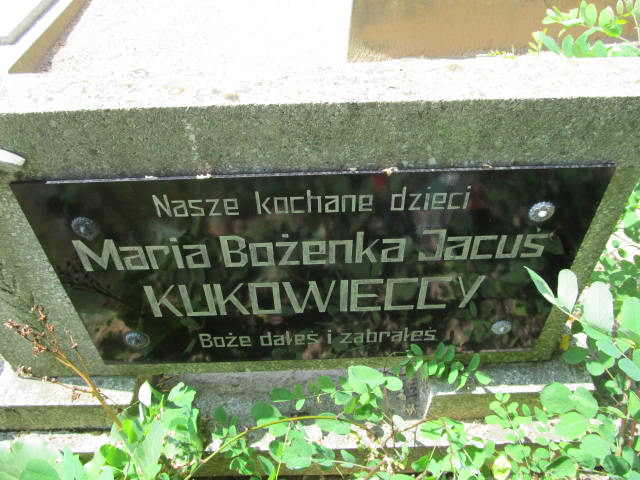 Nasze kochane dzieci
Maria Bożenka Jacuś
KUKOWIECCY
Boże dałeś i zabrałeś